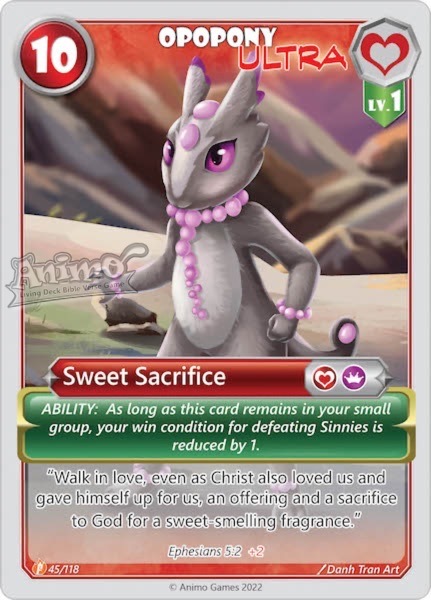 10
OPOPONY
ULTRA
LV.1
Animo
Living Deck Bible Verse Game
Sweet Sacrifice
ABILITY: As long as this card remains in your small
group, your win condition for defeating Sinnies is
reduced by 1.
“Walk in love, even as Christ also loved us and
gave himself up for us, an offering and a sacrifice
to God for a sweet-smelling fragrance.”
Ephesians 5:2 +2
45/118
/Danh Tran Art
© Animo Games 2022